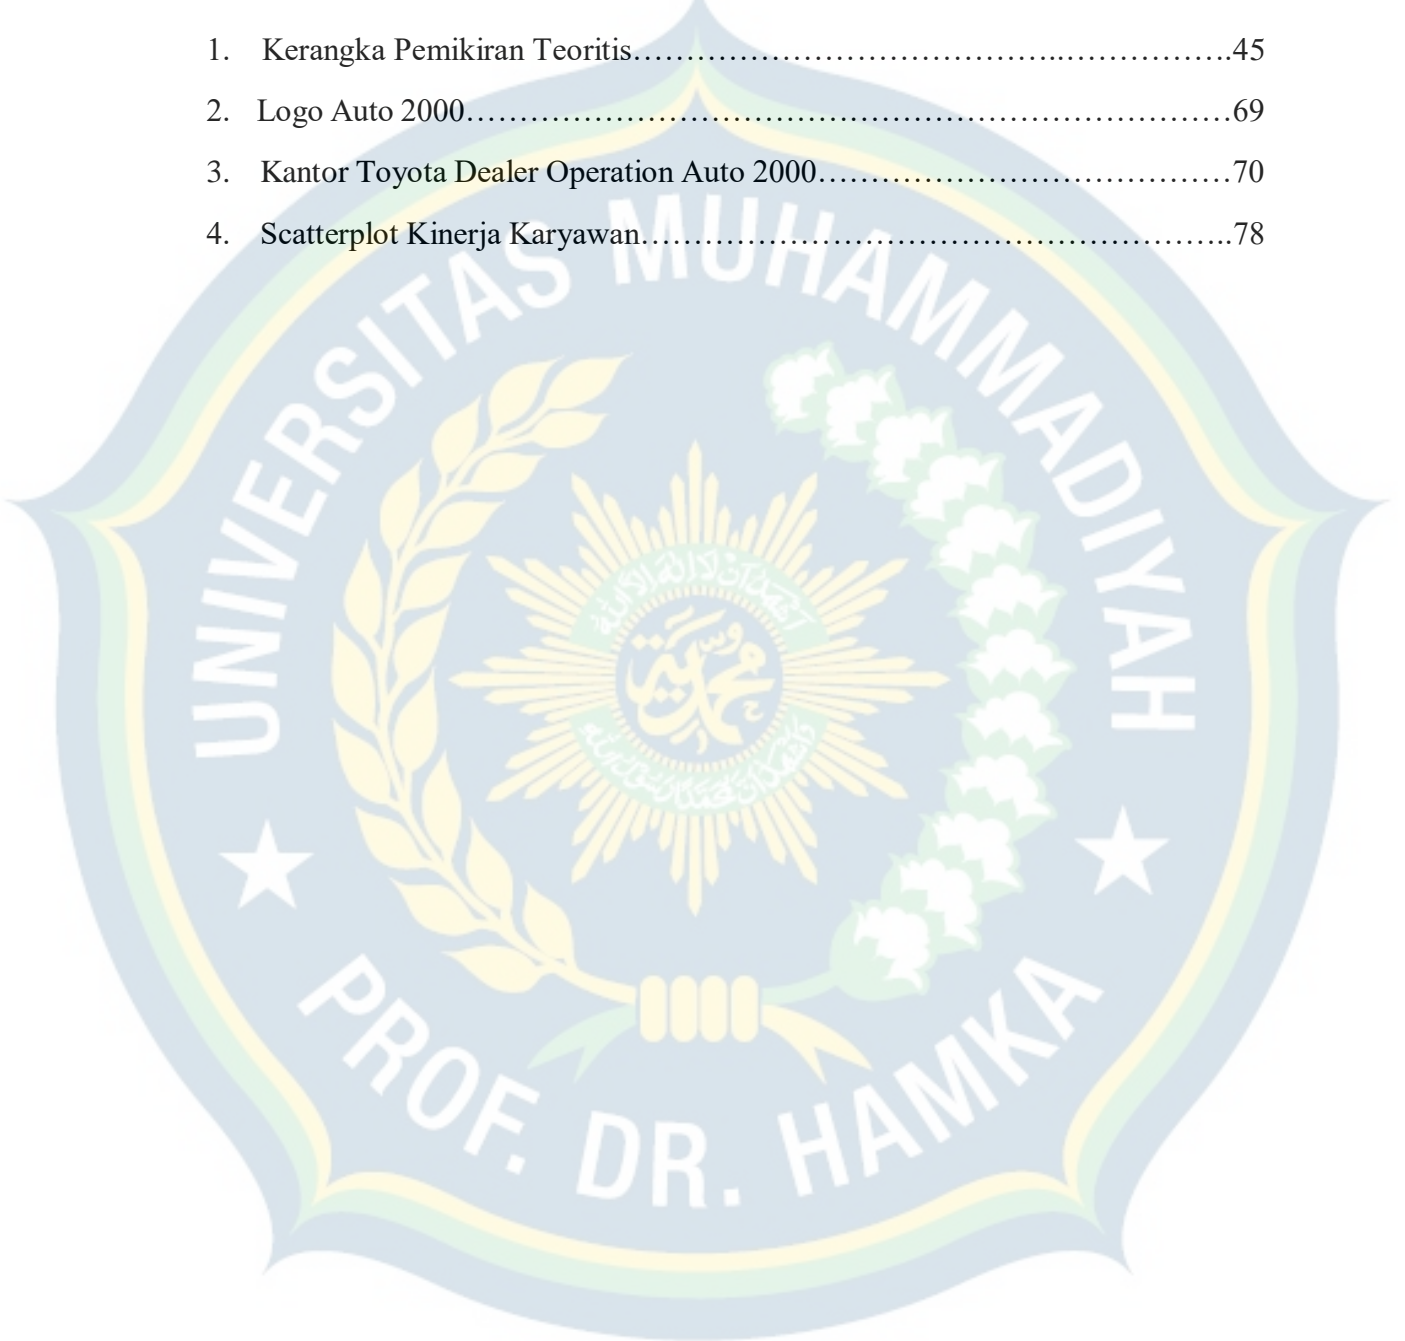 1. Kerangka Pemikiran Teoritis…………………………………..…………….45
2. Logo Auto 2000………………………………………………………………69
3. Kantor Toyota Dealer Operation Auto 2000…………………………………70
4. Scatterplot Kinerja Karyawan………………………………………………..78
UNIVERSITAS MUHAMMADIYAH
محمدية
PROF. DR. HAMKA